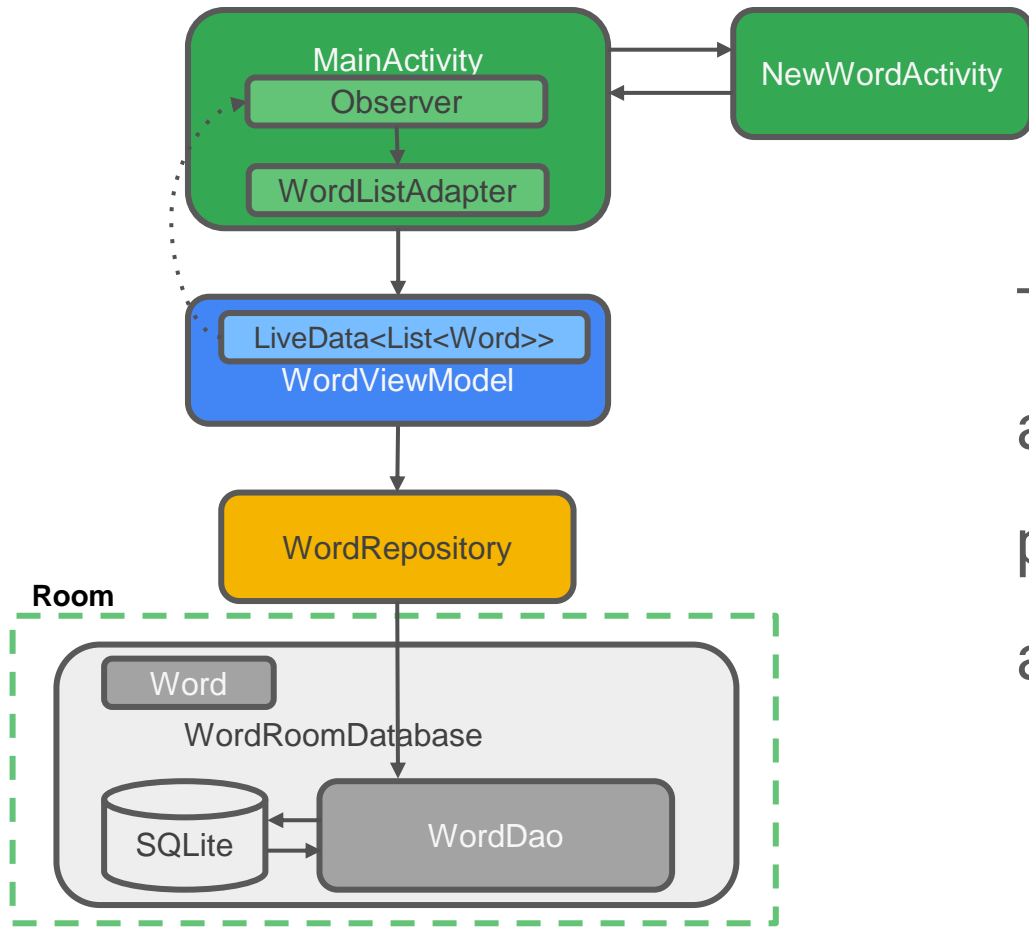 MainActivity
NewWordActivity
Observer
WordListAdapter
LiveData<List<Word>>
WordViewModel
WordRepository
Room
Word
WordRoomDatabase
SQLite
WordDao
a
p
a